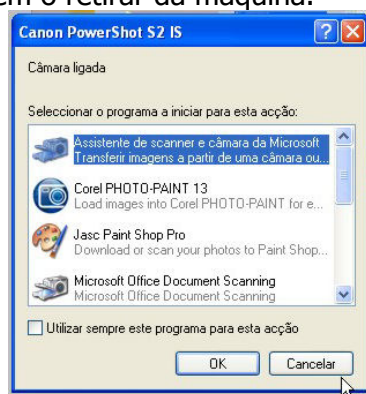 em o retirar da máquina.
Canon PowerShot S2 IS
Câmara ligada
Seleccionar o programa a iniciar para esta acção:
Assistente de scanner e câmara da Microsoft
Transferir imagens a partir de uma câmara ou...
Corel PHOTO-PAINT 13
Load images into Corel PHOTO-PAINT for e...
Jasc Paint Shop Pro
Download or scan your photos to Paint Shop...
Microsoft Office Document Scanning
Microsoft Office Document Scanning
Utilizar sempre este programa para esta acção
OK Cancelar